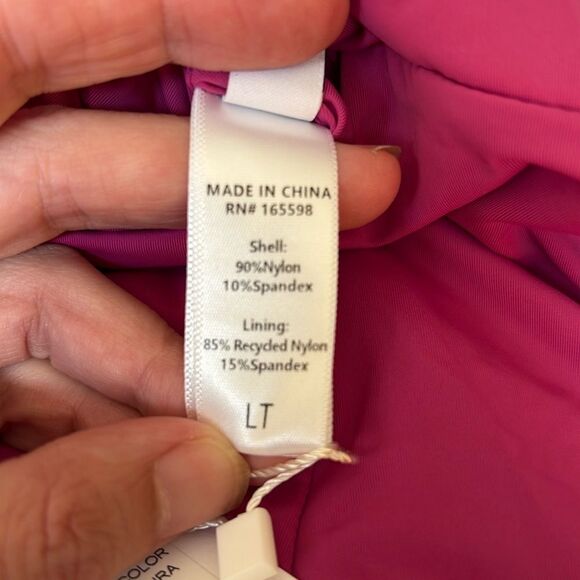 MADE IN CHINA
RN# 165598
Shell:
90%Nylon
10%Spandex
Lining:
85% Recycled Nylon
15%Spandex
LT
COLOR